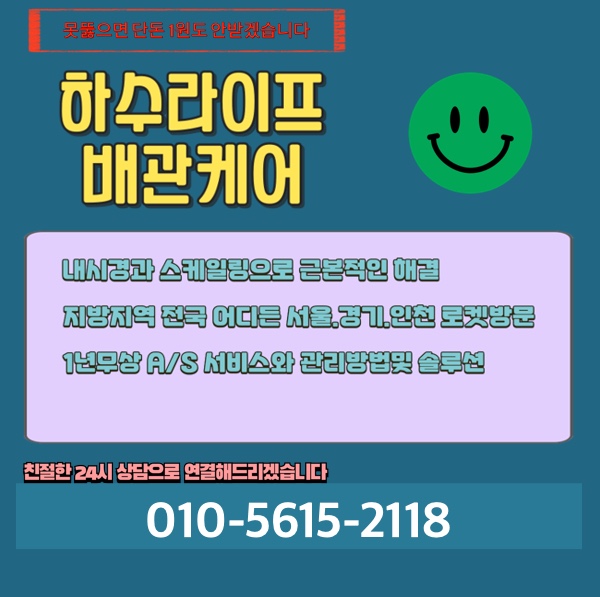 못뚫으면 단돈 1원도 안받겠습니다
하수라이프
배관케어
내시경과 스케일링으로 근본적인 해결
지방지역 전국 어디든 서울.경기.인천 로켓방문
1년무상 A/S 서비스와 관리방법및 솔루션
친절한 24시 상담으로 연결해드리겠습니다
010-5615-2118